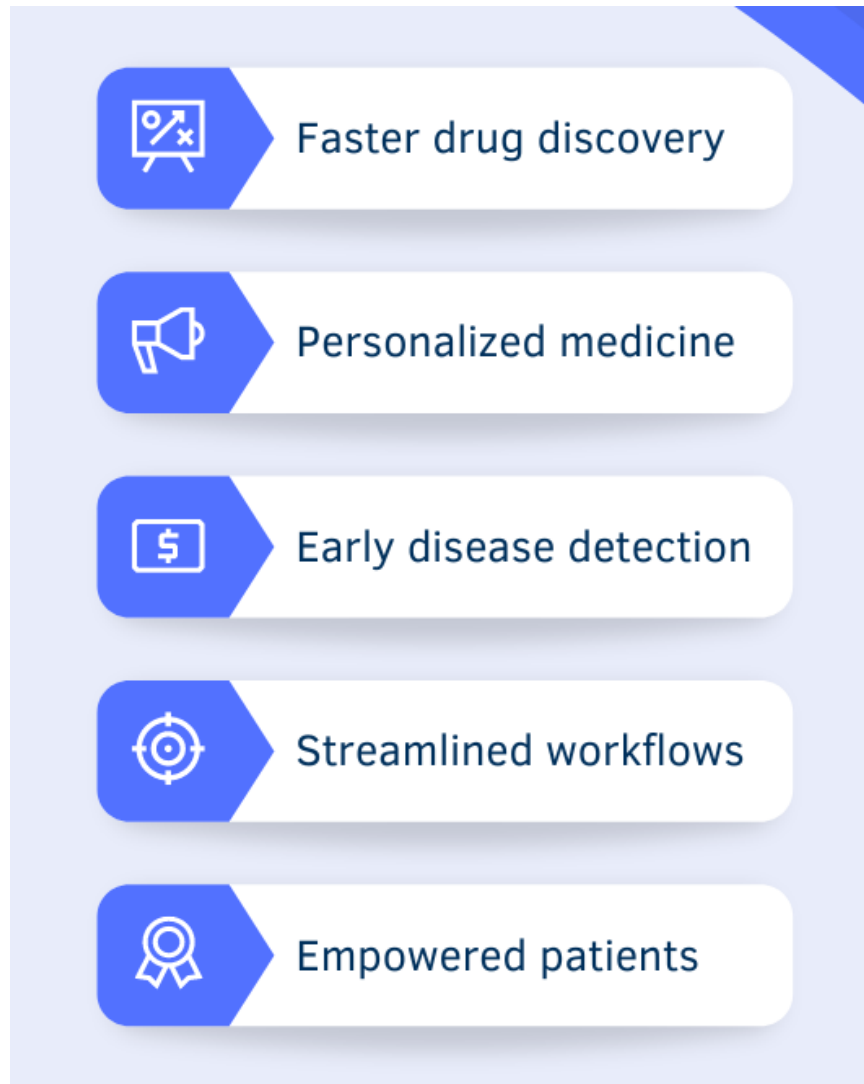 Faster drug discovery
Personalized medicine
$
Early disease detection
Streamlined workflows
Empowered patients